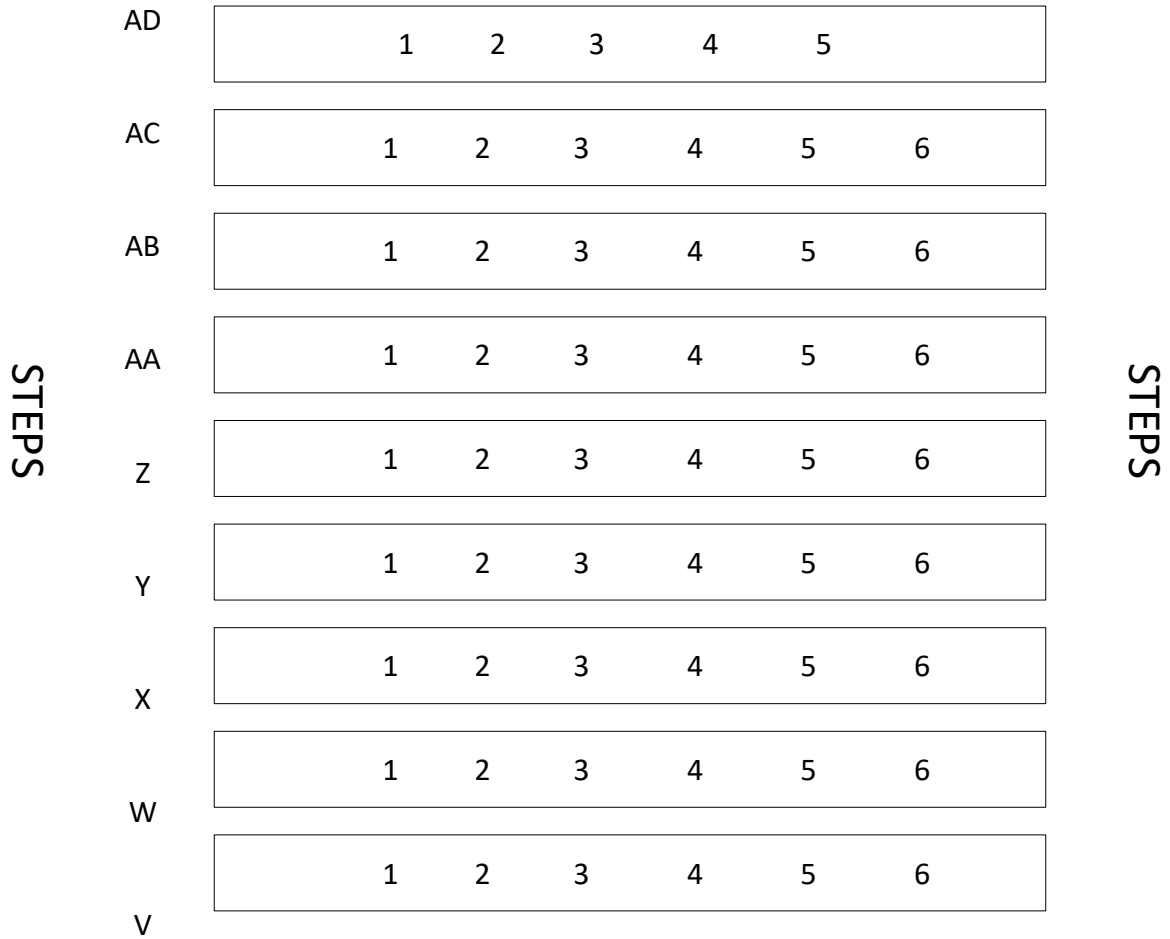 AD 1 2 3 4 5
AC 1 2 3 4 5 6
AB 1 2 3 4 5 6
AA 1 2 3 4 5 6
STEPS
STEPS
Z 1 2 3 4 5 6
Y 1 2 3 4 5 6
X 1 2 3 4 5 6
W 1 2 3 4 5 6
V 1 2 3 4 5 6